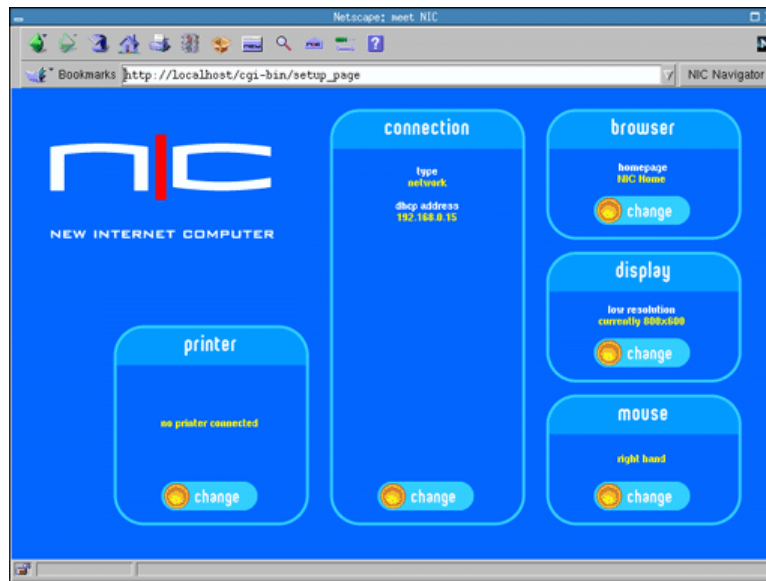 Netscape: meet NIC
Bookmarks
http://localhost/cgi-bin/setup_page
NIC Navigator
nic
NEW INTERNET COMPUTER
printer
no printer connected
change
connection
type
network
dhcp address
192.168.0.15
change
browser
homepage
NIC Home
change
display
low resolution
currently 800x600
change
mouse
right hand
change